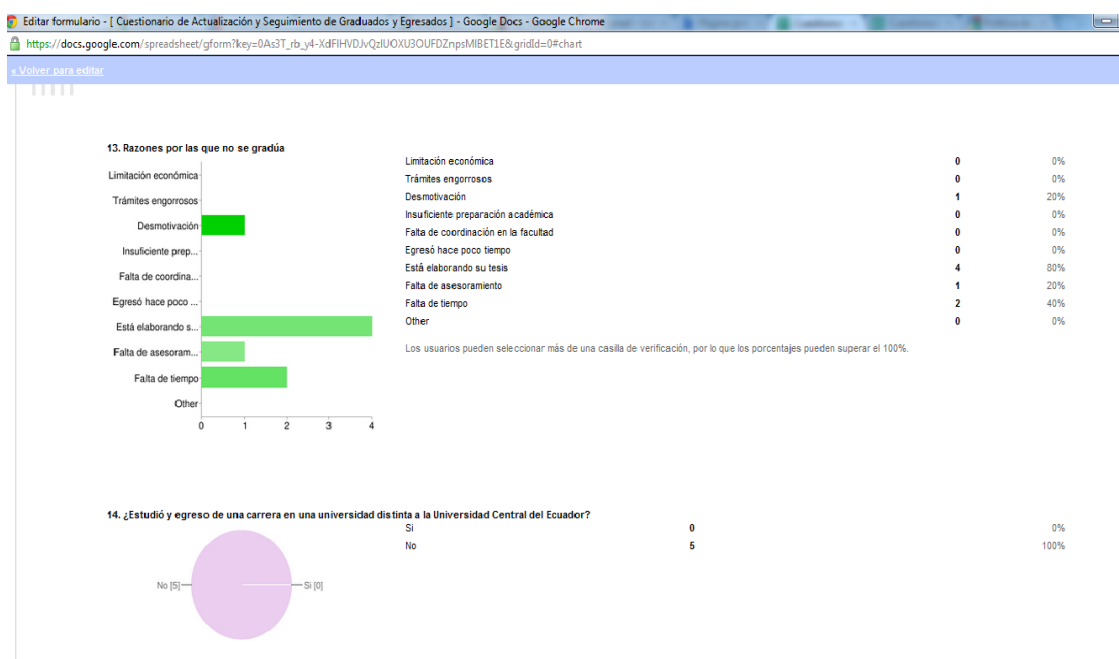 Editar formulario - [ Cuestionario de Actualización y Seguimiento de Graduados y Egresados ] - Google Docs - Google Chrome
https://docs.google.com/spreadsheet/gform?key=0As3T_rb_y4-XdFlHVDJvQzlUOXU3OUFDZnpsMlBET1E&gridId=0#chart
« Volver para editar
13. Razones por las que no se gradúa
Limitación económica
Trámites engorrosos
Desmotivación
Insuficiente prep...
Falta de coordina...
Egresó hace poco ...
Está elaborando s...
Falta de asesoram...
Falta de tiempo
Other
0 1 2 3 4
Limitación económica 0 0%
Trámites engorrosos 0 0%
Desmotivación 1 20%
Insuficiente preparación académica 0 0%
Falta de coordinación en la facultad 0 0%
Egresó hace poco tiempo 0 0%
Está elaborando su tesis 4 80%
Falta de asesoramiento 1 20%
Falta de tiempo 2 40%
Other 0 0%
Los usuarios pueden seleccionar más de una casilla de verificación, por lo que los porcentajes pueden superar el 100%.
14. ¿Estudió y egreso de una carrera en una universidad distinta a la Universidad Central del Ecuador?
Si 0 0%
No 5 100%
No [5] Si [0]